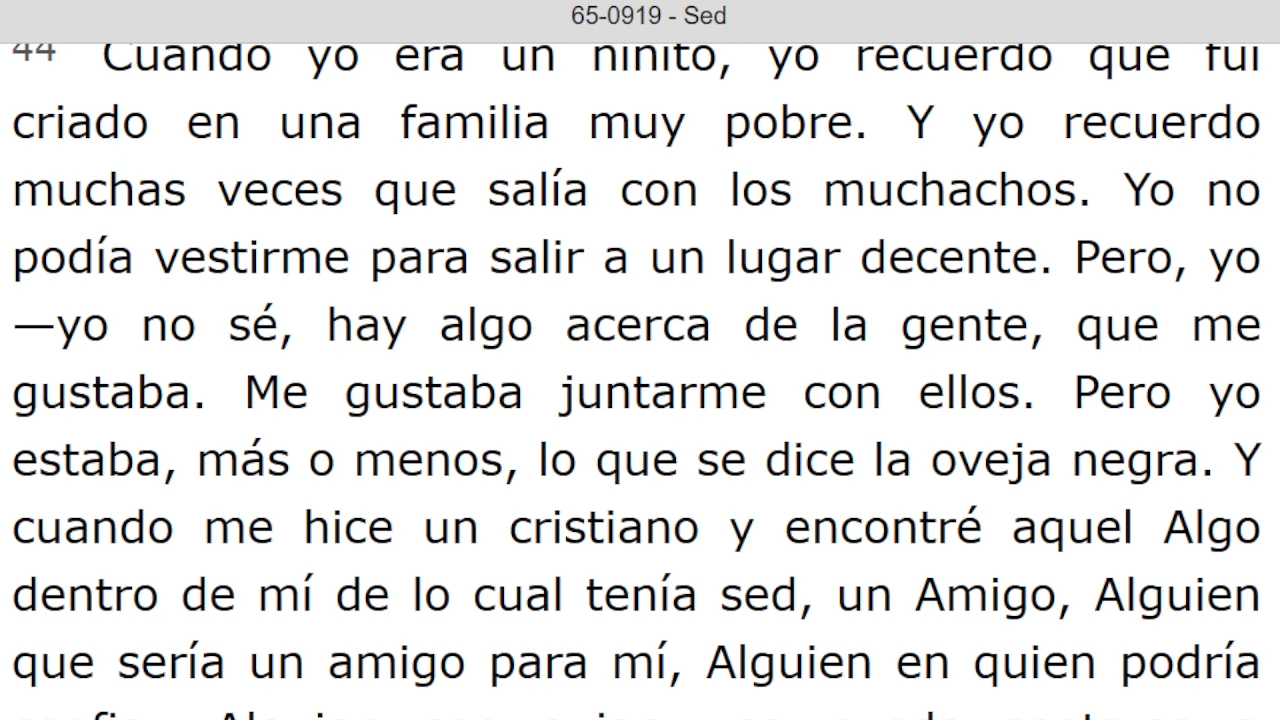 65-0919 - Sed
44 Cuando yo era un niñito, yo recuerdo que fui
criado en una familia muy pobre. Y yo recuerdo
muchas veces que salía con los muchachos. Yo no
podía vestirme para salir a un lugar decente. Pero, yo
—yo no sé, hay algo acerca de la gente, que me
gustaba. Me gustaba juntarme con ellos. Pero yo
estaba, más o menos, lo que se dice la oveja negra. Y
cuando me hice un cristiano y encontré aquel Algo
dentro de mí de lo cual tenía sed, un Amigo, Alguien
que sería un amigo para mí, Alguien en quien podría